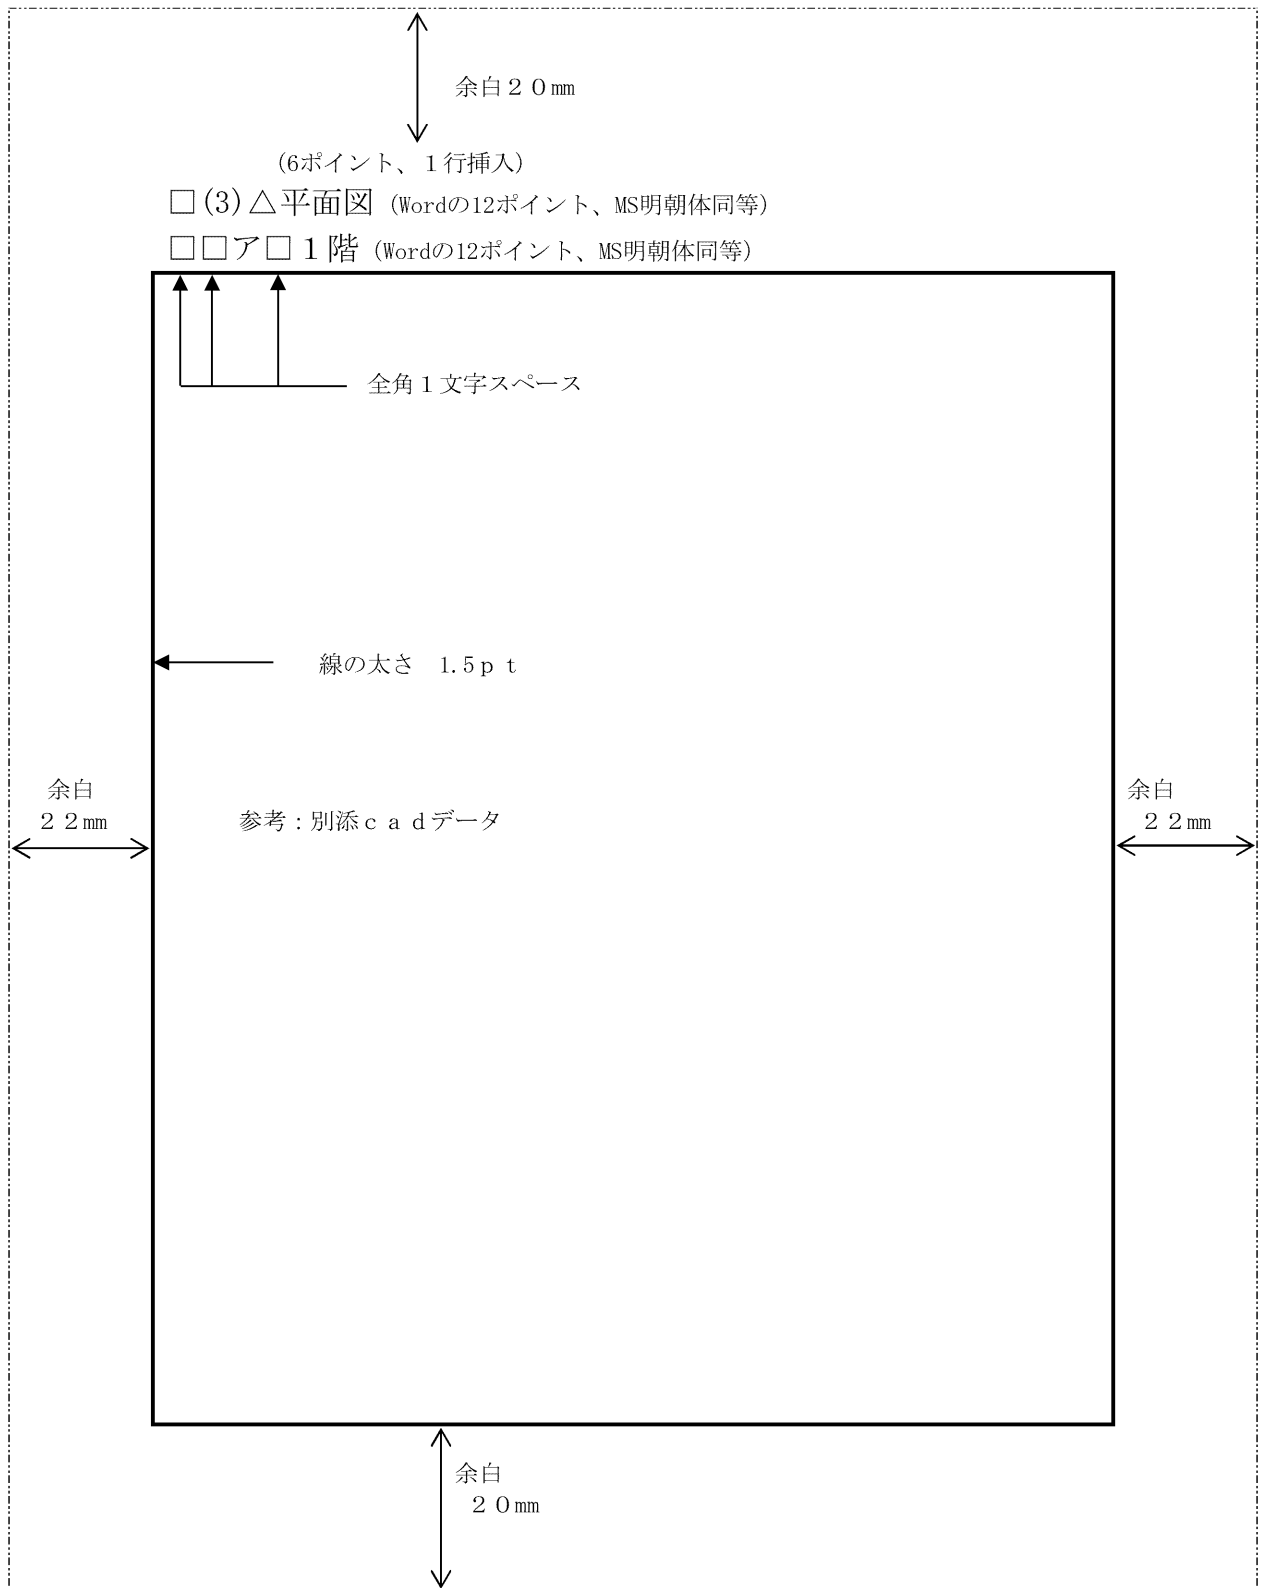 余白２０㎜
（6ポイント、１行挿入）
□(3)△平面図（Wordの12ポイント、MS明朝体同等）
□□ア□１階（Wordの12ポイント、MS明朝体同等）
全角１文字スペース
線の太さ　1.5ｐｔ
余白
２２㎜
余白
２２㎜
参考：別添ｃａｄデータ
余白
２０㎜